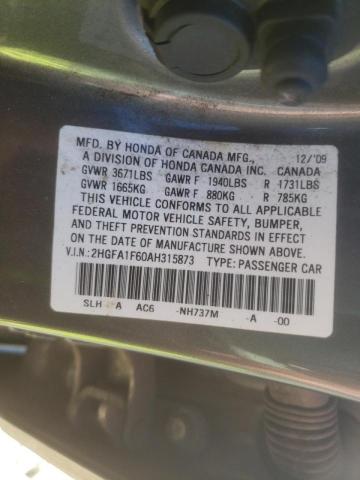 MFD. BY HONDA OF CANADA MFG., 12/'09
A DIVISION OF HONDA CANADA INC. CANADA
GVWR 3671LBS GAWR F 1940LBS R 1731LBS
GVWR 1665KG GAWR F 880KG R 785KG
THIS VEHICLE CONFORMS TO ALL APPLICABLE
FEDERAL MOTOR VEHICLE SAFETY, BUMPER,
AND THEFT PREVENTION STANDARDS IN EFFECT
ON THE DATE OF MANUFACTURE SHOWN ABOVE.
V.I.N.: 2HGFA1F60AH315873 TYPE: PASSENGER CAR
SLH A AC6 -NH737M -A -00